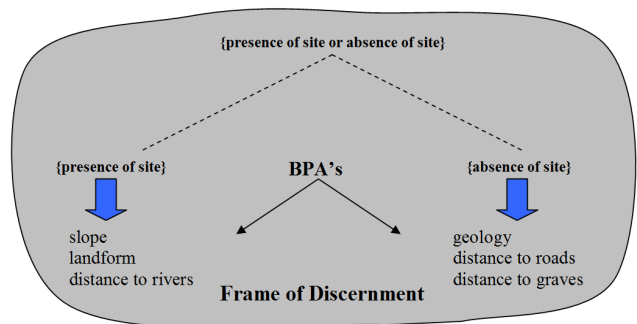 {presence of site or absence of site}
{presence of site}
BPA's
{absence of site}
slope
landform
distance to rivers
geology
distance to roads
distance to graves
Frame of Discernment